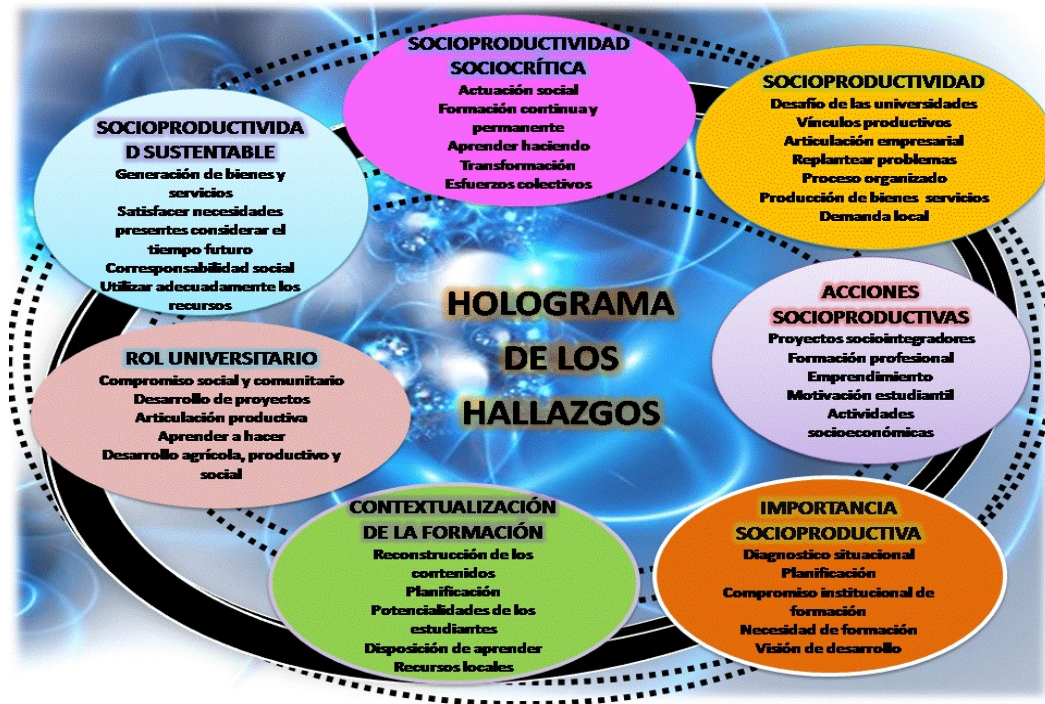 SOCIOPRODUCTIVIDAD
SOCIOCRÍTICA
Actuación social
Formación continua y
permanente
Aprender haciendo
Transformación
Esfuerzos colectivos
SOCIOPRODUCTIVIDAD
Desafío de las universidades
Vínculos productivos
Articulación empresarial
Replantear problemas
Proceso organizado
Producción de bienes servicios
Demanda local
SOCIOPRODUCTIVIDA
D SUSTENTABLE
Generación de bienes y
servicios
Satisfacer necesidades
presentes considerar el
tiempo futuro
Corresponsabilidad social
Utilizar adecuadamente los
recursos
HOLOGRAMA
DE LOS
HALLAZGOS
ACCIONES
SOCIOPRODUCTIVAS
Proyectos sociointegradores
Formación profesional
Emprendimiento
Motivación estudiantil
Actividades
socioeconómicas
ROL UNIVERSITARIO
Compromiso social y comunitario
Desarrollo de proyectos
Articulación productiva
Aprender a hacer
Desarrollo agrícola, productivo y
social
CONTEXTUALIZACIÓN
DE LA FORMACIÓN
Reconstrucción de los
contenidos
Planificación
Potencialidades de los
estudiantes
Disposición de aprender
Recursos locales
IMPORTANCIA
SOCIOPRODUCTIVA
Diagnostico situacional
Planificación
Compromiso institucional de
formación
Necesidad de formación
Visión de desarrollo